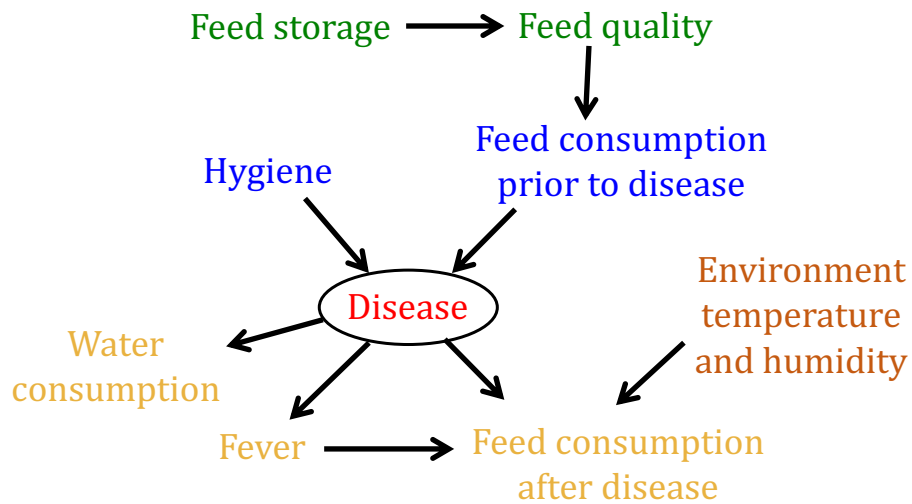 Feed storage
Feed quality
Feed consumption
prior to disease
Hygiene
Environment
temperature
and humidity
Disease
Water
consumption
Fever
Feed consumption
after disease